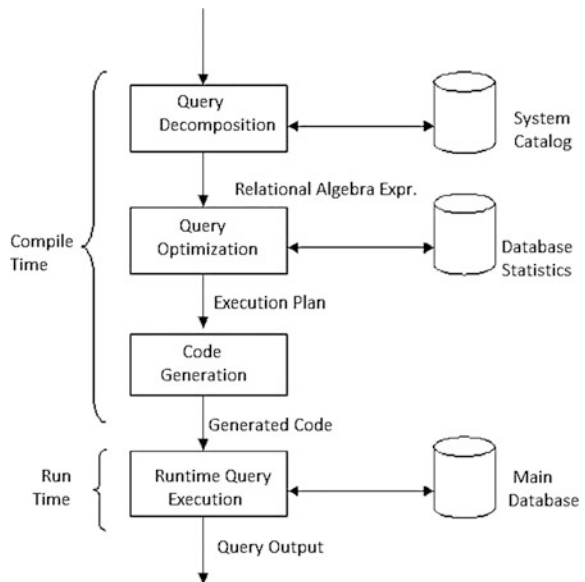 Query
Decomposition
System
Catalog
Relational Algebra Expr.
Compile
Time
Query
Optimization
Database
Statistics
Execution Plan
Code
Generation
Generated Code
Run
Time
Runtime Query
Execution
Main
Database
Query Output